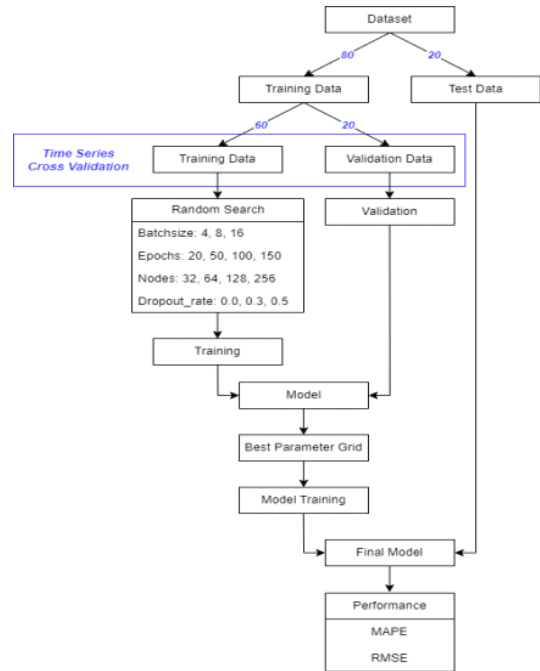 Dataset
80
20
Training Data
Test Data
60
20
Time Series
Cross Validation
Training Data
Validation Data
Random Search
Batchsize: 4, 8, 16
Epochs: 20, 50, 100, 150
Nodes: 32, 64, 128, 256
Dropout_rate: 0.0, 0.3, 0.5
Validation
Training
Model
Best Parameter Grid
Model Training
Final Model
Performance
MAPE
RMSE